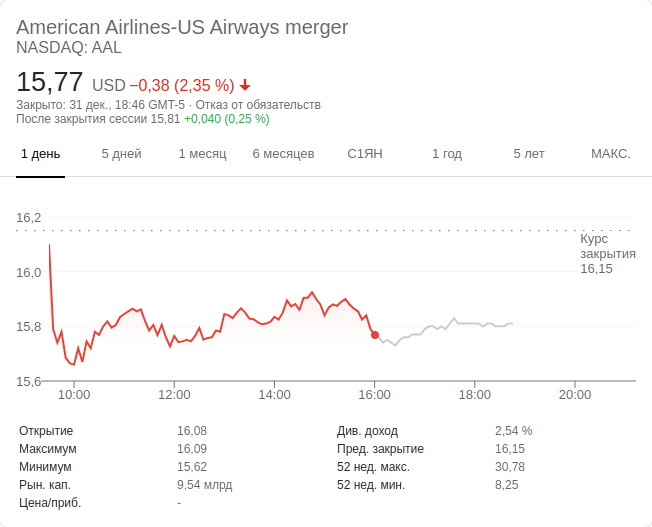 American Airlines-US Airways merger
NASDAQ: AAL
15,77 USD −0,38 (2,35 %)
Закрыто: 31 дек., 18:46 GMT-5 · Отказ от обязательств
После закрытия сессии 15,81 +0,040 (0,25 %)
1 день 5 дней 1 месяц 6 месяцев С1ЯН 1 год 5 лет МАКС.
16,2
Курс
закрытия
16,15
16,0
15,8
15,6
10:00 12:00 14:00 16:00 18:00 20:00
Открытие 16,08 Див. доход 2,54 %
Максимум 16,09 Пред. закрытие 16,15
Минимум 15,62 52 нед. макс. 30,78
Рын. кап. 9,54 млрд 52 нед. мин. 8,25
Цена/приб. -